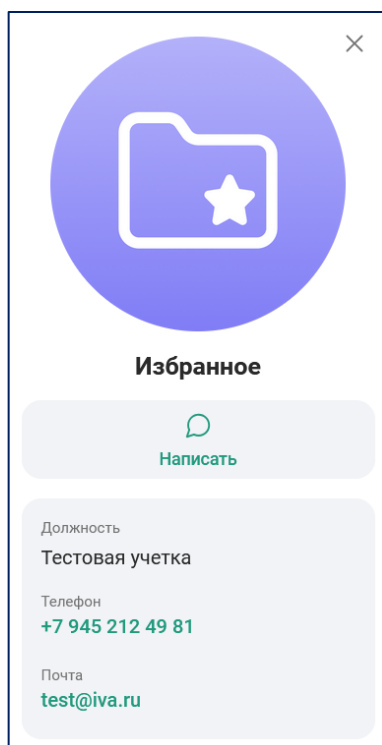 Избранное
Написать
Должность
Тестовая учетка
Телефон
+7 945 212 49 81
Почта
test@iva.ru